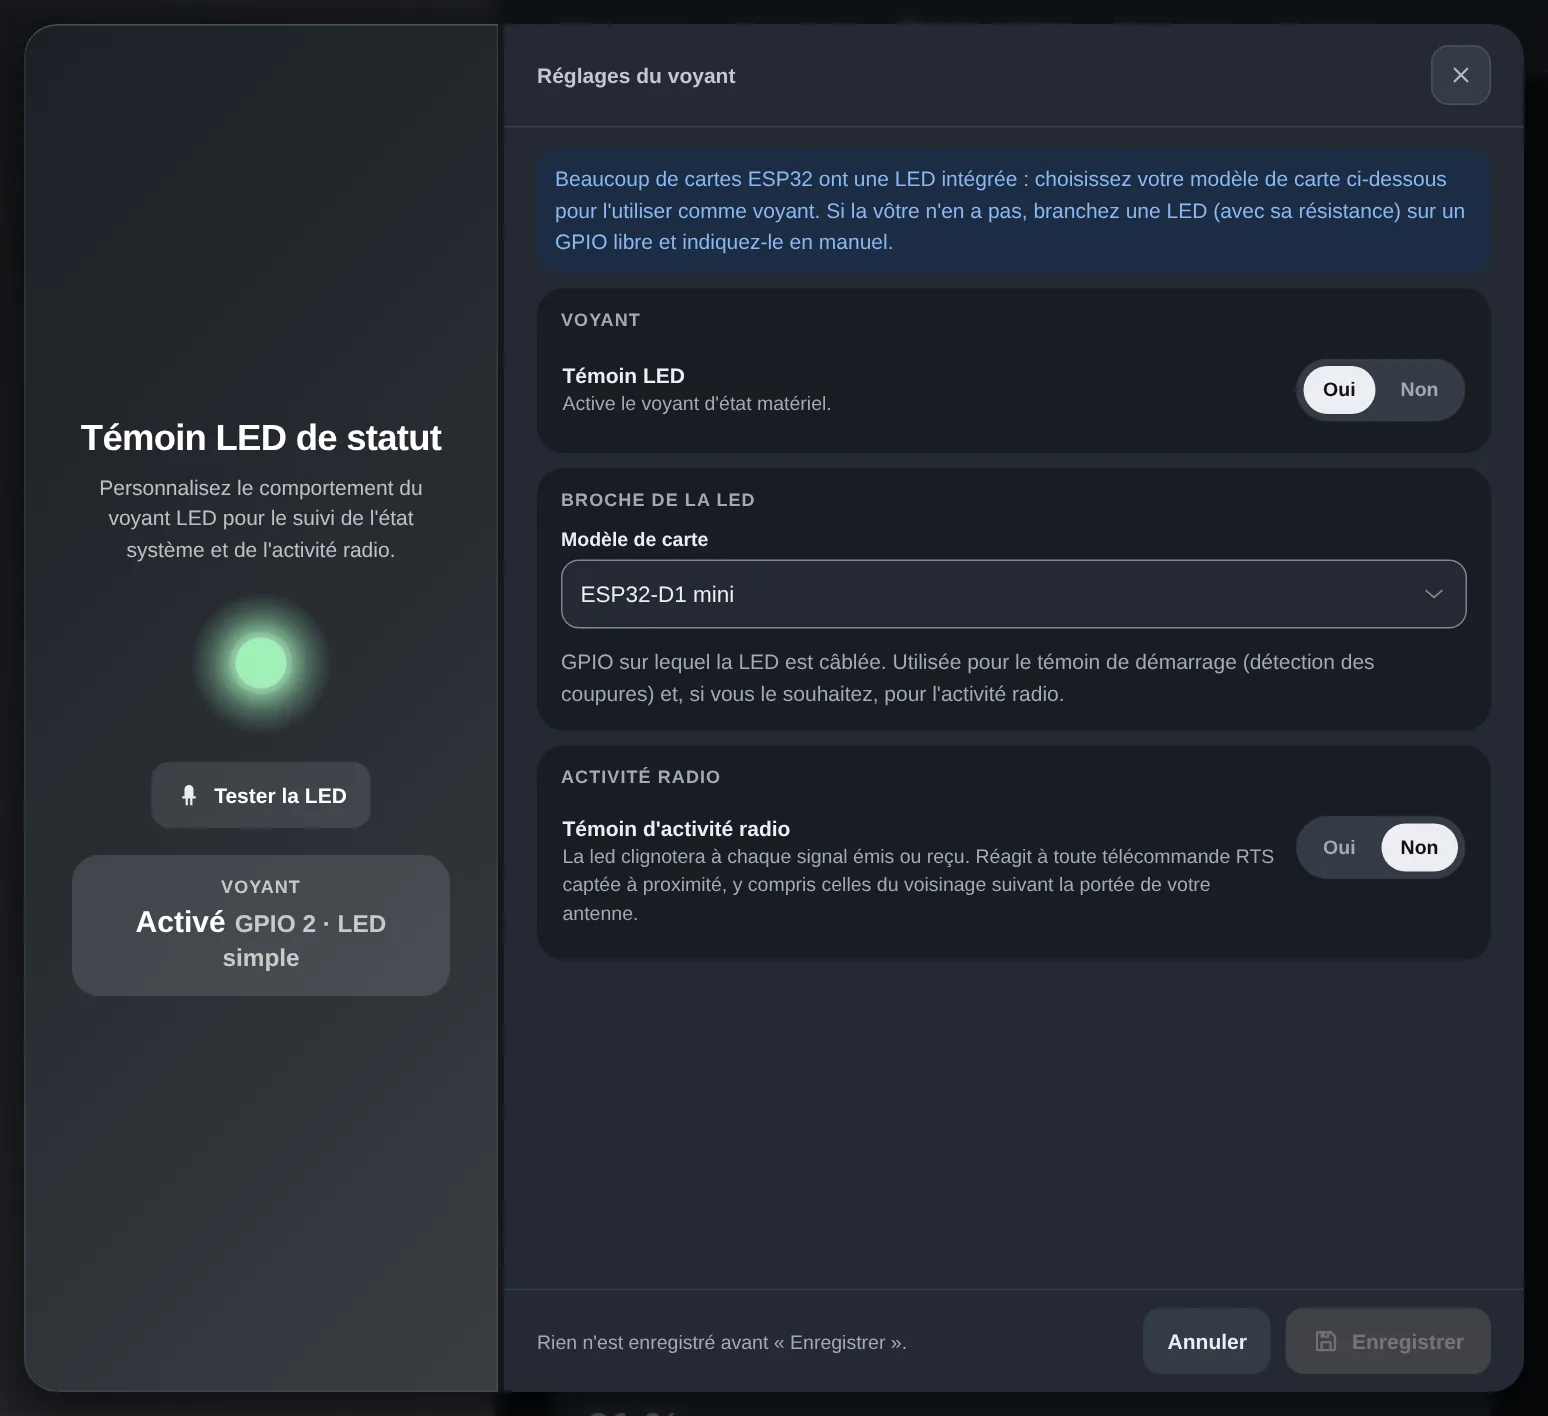 Témoin LED de statut
Personnalisez le comportement du
voyant LED pour le suivi de l'état
système et de l'activité radio.
Tester la LED
VOYANT
Activé GPIO 2 · LED
simple
Réglages du voyant
Beaucoup de cartes ESP32 ont une LED intégrée : choisissez votre modèle de carte ci-dessous
pour l'utiliser comme voyant. Si la vôtre n'en a pas, branchez une LED (avec sa résistance) sur un
GPIO libre et indiquez-le en manuel.
VOYANT
Témoin LED
Active le voyant d'état matériel.
Oui Non
BROCHE DE LA LED
Modèle de carte
ESP32-D1 mini
GPIO sur lequel la LED est câblée. Utilisée pour le témoin de démarrage (détection des
coupures) et, si vous le souhaitez, pour l'activité radio.
ACTIVITÉ RADIO
Témoin d'activité radio
La led clignotera à chaque signal émis ou reçu. Réagit à toute télécommande RTS
captée à proximité, y compris celles du voisinage suivant la portée de votre
antenne.
Oui Non
Rien n'est enregistré avant « Enregistrer ».
Annuler
Enregistrer